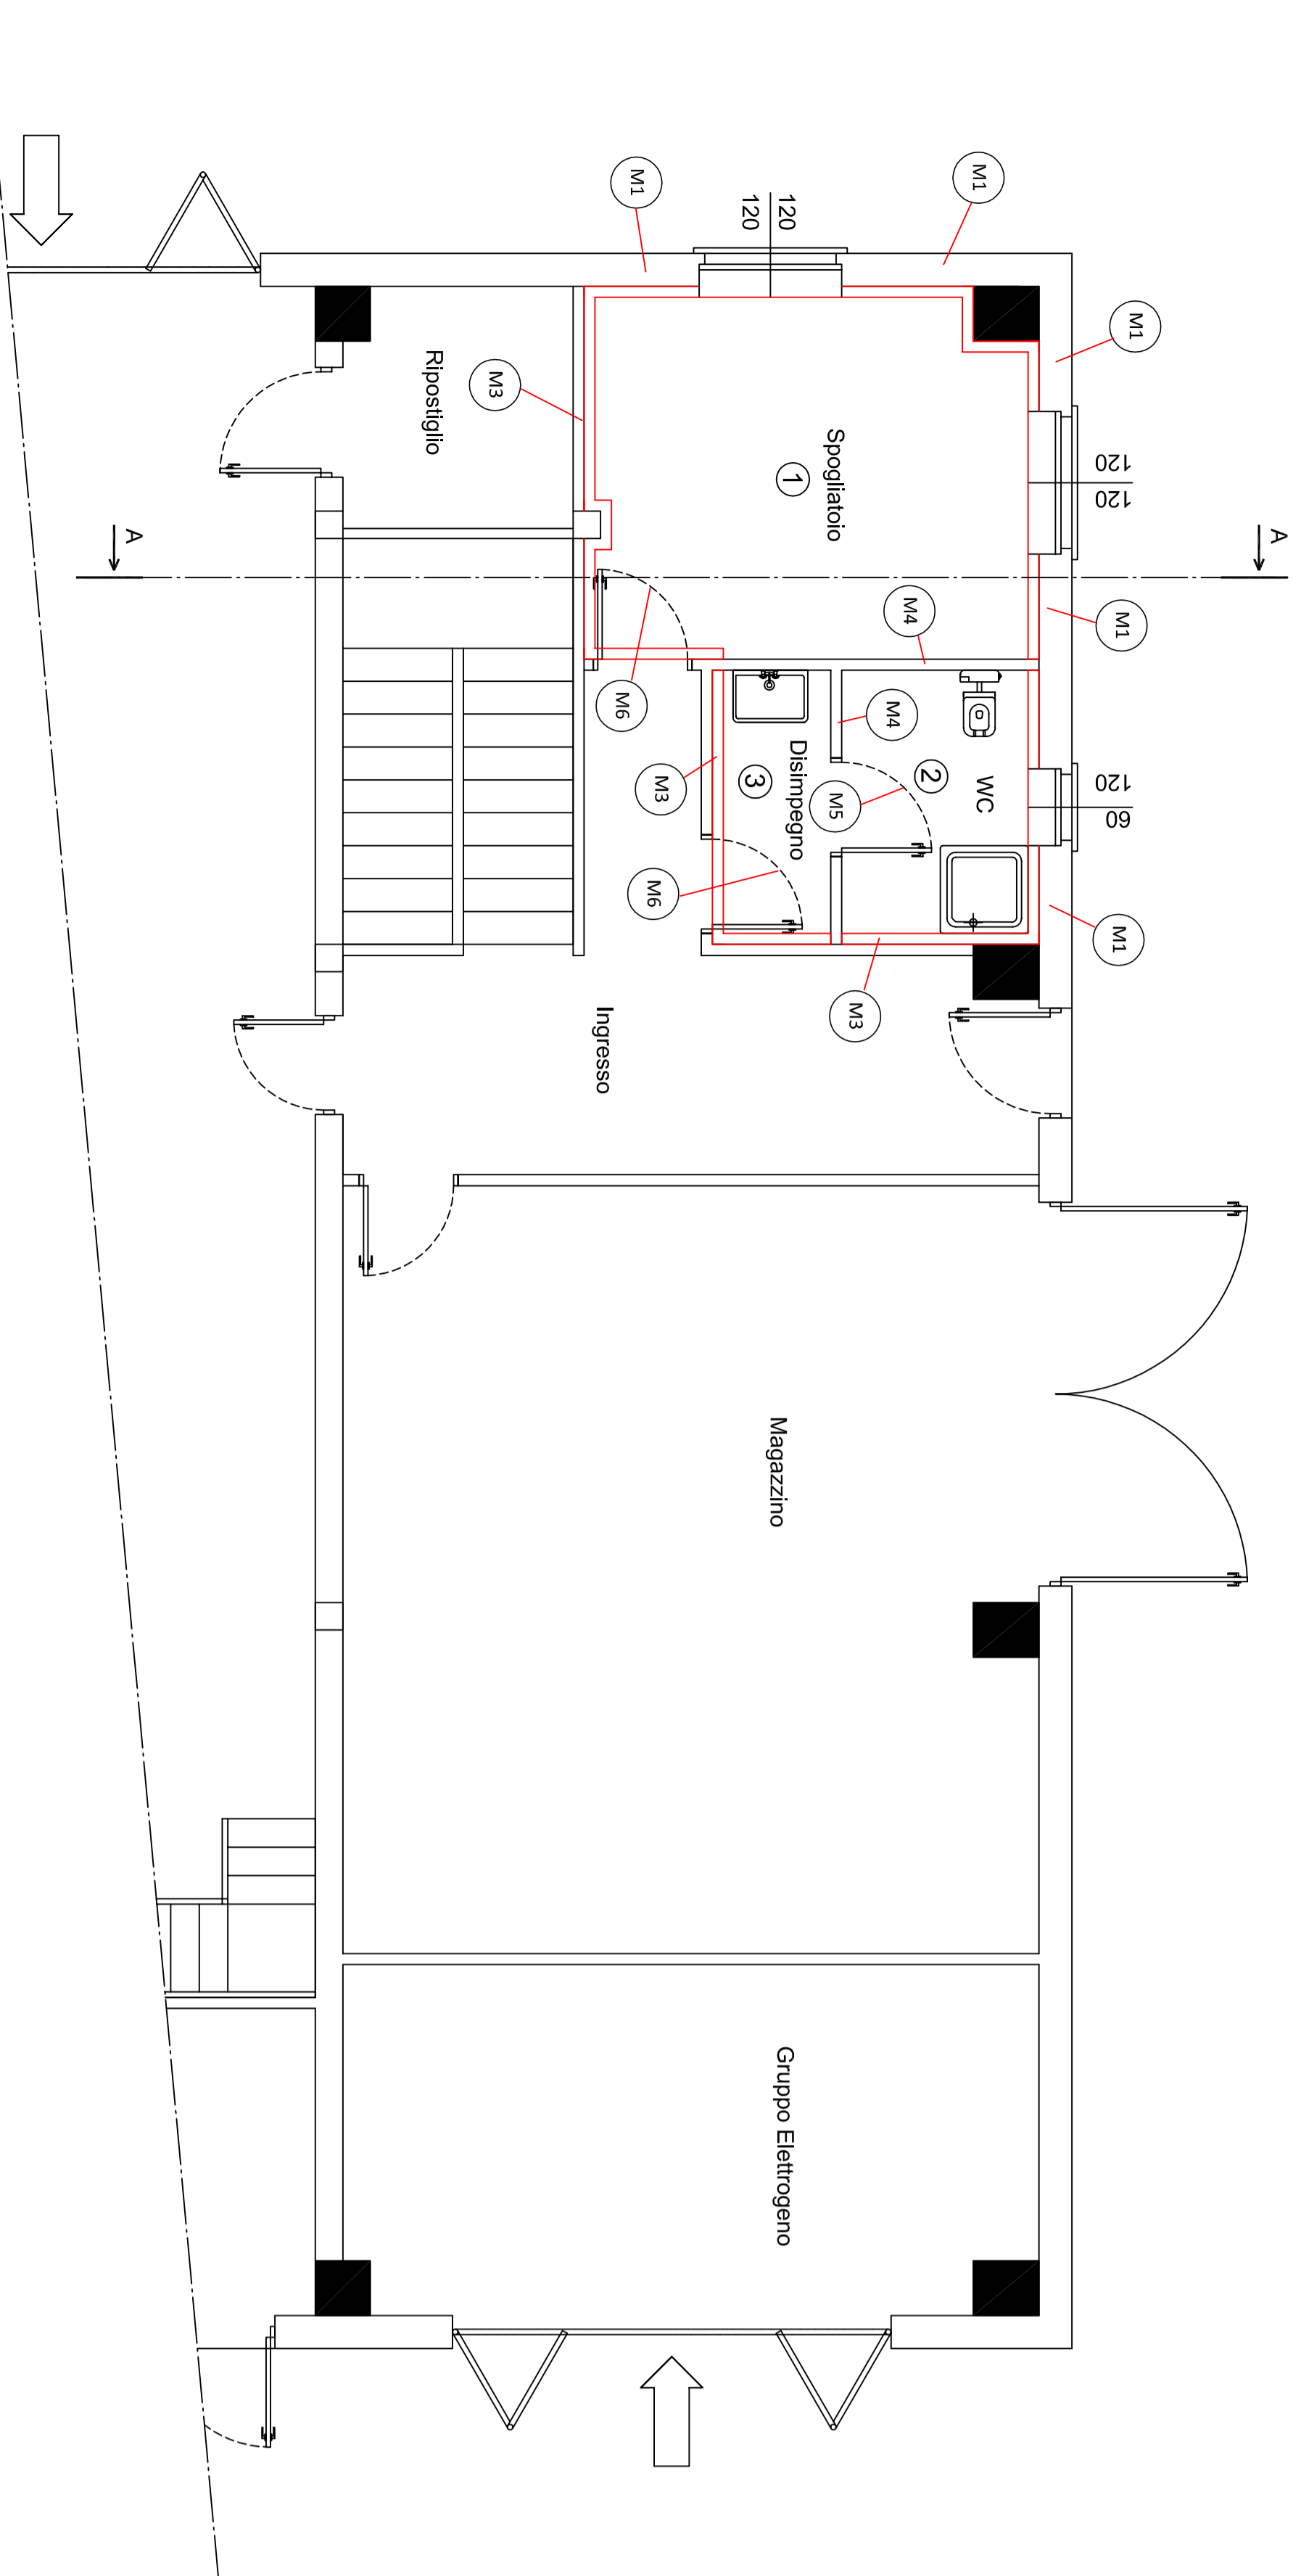 A
M1
120
120
M1
120
60
M1
M1
WC
2
M4
M4
M5
M3
Spogliatoio
1
120
120
Disimpegno
3
Magazzino
Gruppo Elettrogeno
M1
M6
M3
M6
Ingresso
M3
Ripostiglio
A